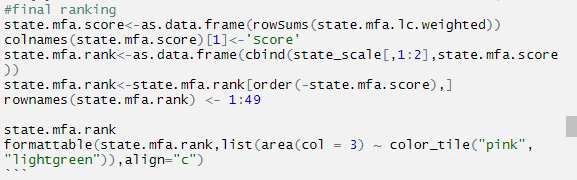 #final ranking
state.mfa.score<-as.data.frame(rowSums(state.mfa.lc.weighted))
colnames(state.mfa.score)[1]<-'Score'
state.mfa.rank<-as.data.frame(cbind(state_scale[,1:2],state.mfa.score
))
state.mfa.rank<-state.mfa.rank[order(-state.mfa.score),]
rownames(state.mfa.rank) <- 1:49
state.mfa.rank
formattable(state.mfa.rank,list(area(col = 3) ~ color_tile("pink",
"lightgreen")),align="c")
```